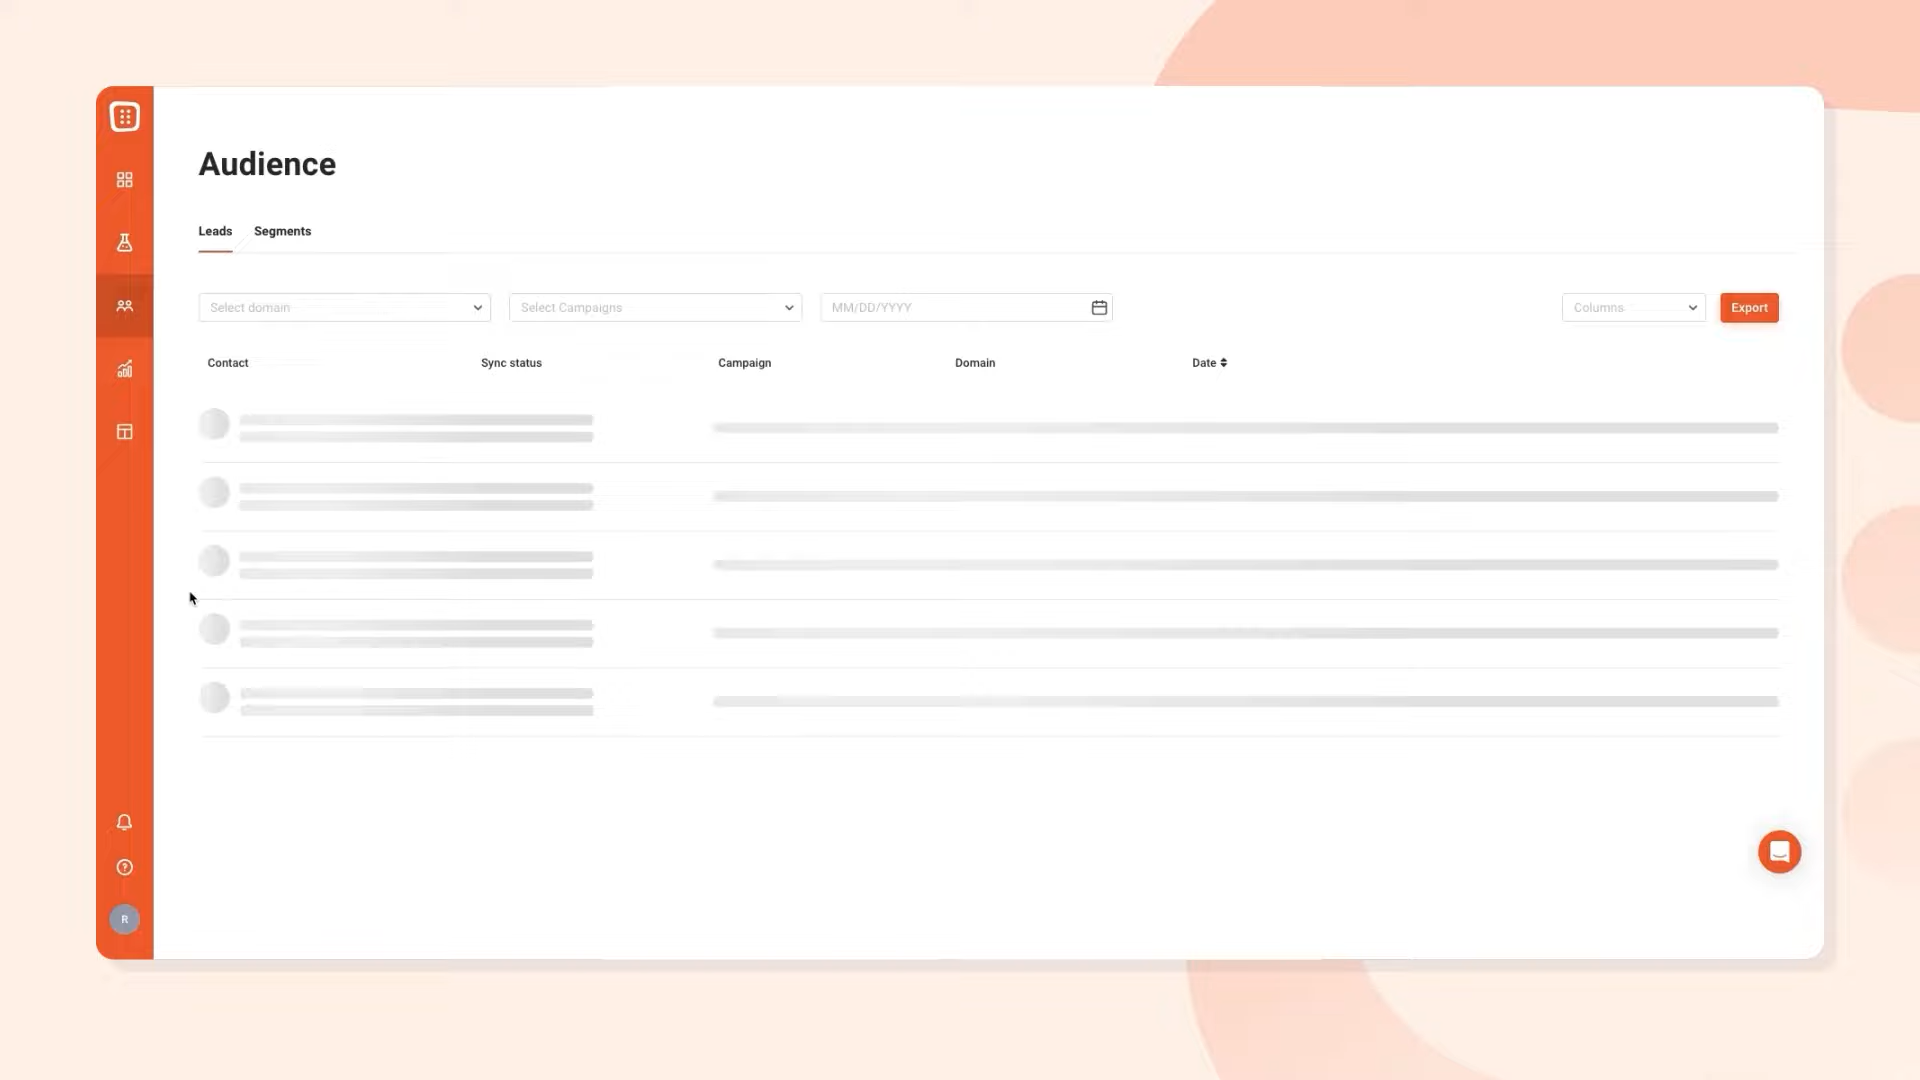 Audience
Leads Segments
Select domain Select Campaigns MM/DD/YYYY Columns Export
Contact Sync status Campaign Domain Date
R